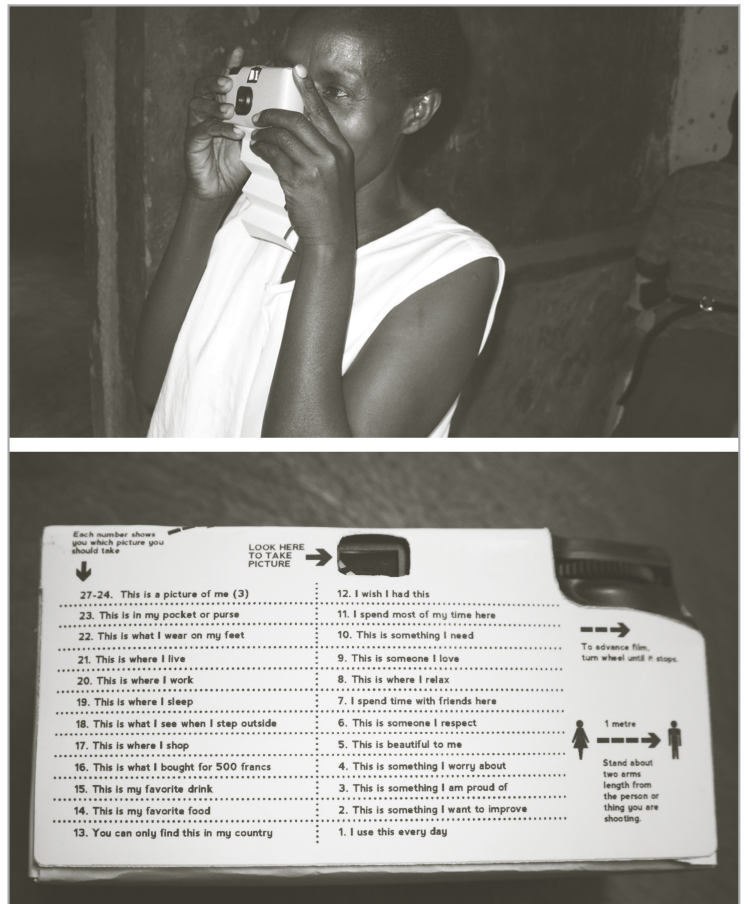 Each number shows
you which picture you
should take
LOOK HERE
TO TAKE
PICTURE
27-24. This is a picture of me (3)
23. This is in my pocket or purse
22. This is what I wear on my feet
21. This is where I live
20. This is where I work
19. This is where I sleep
18. This is what I see when I step outside
17. This is where I shop
16. This is what I bought for 500 francs
15. This is my favorite drink
14. This is my favorite food
13. You can only find this in my country
12. I wish I had this
11. I spend most of my time here
10. This is something I need
9. This is someone I love
8. This is where I relax
7. I spend time with friends here
6. This is someone I respect
5. This is beautiful to me
4. This is something I worry about
3. This is something I am proud of
2. This is something I want to improve
1. I use this every day
To advance film,
turn wheel until it stops.
1 metre
Stand about
two arms
length from
the person or
thing you are
shooting.